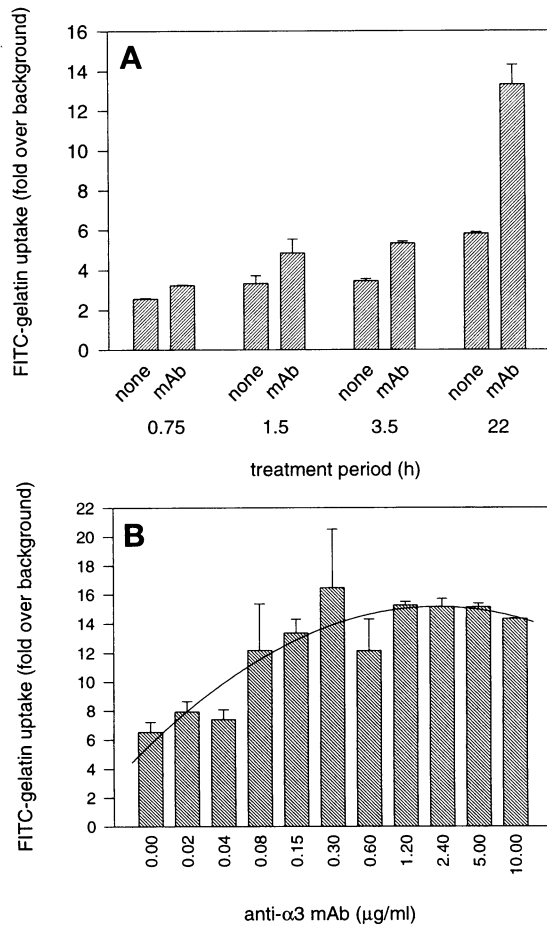 A
FITC-gelatin uptake (fold over background)
16
14
12
10
8
6
4
2
0
none mAb none mAb none mAb none mAb
0.75 1.5 3.5 22
treatment period (h)
B
FITC-gelatin uptake (fold over background)
22
20
18
16
14
12
10
8
6
4
2
0
0.00 0.02 0.04 0.08 0.15 0.30 0.60 1.20 2.40 5.00 10.00
anti-α3 mAb (μg/ml)